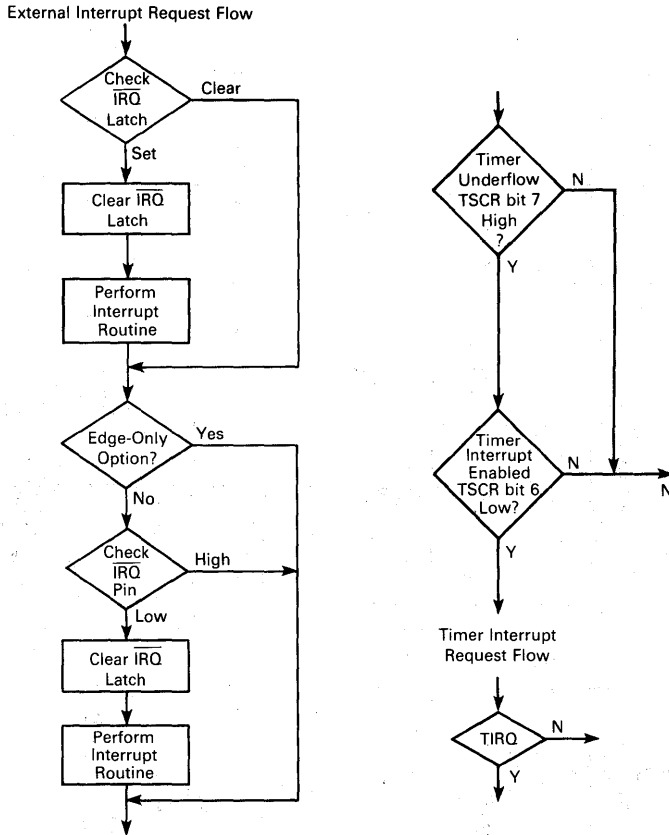 External Interrupt Request Flow
Check
IRQ
Latch
Clear
Set
Clear IRQ
Latch
Perform
Interrupt
Routine
Edge-Only
Option?
Yes
No
Check
IRQ
Pin
High
Low
Clear IRQ
Latch
Perform
Interrupt
Routine
Timer
Underflow
TSCR bit 7
High
?
N
Y
Timer
Interrupt
Enabled
TSCR bit 6
Low?
N
N
Y
Timer Interrupt
Request Flow
TIRQ
N
Y